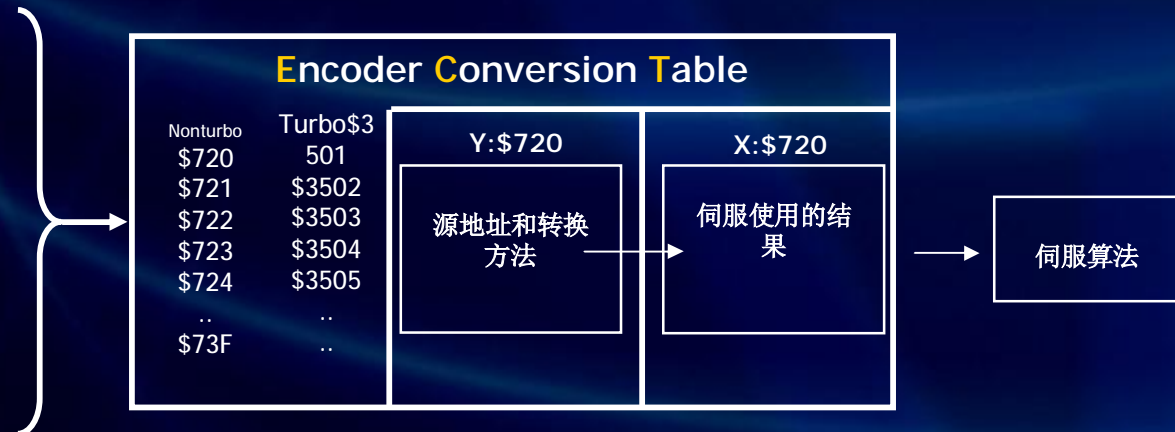 Encoder Conversion Table
Nonturbo Turbo$3
$720 501
$721 $3502
$722 $3503
$723 $3504
$724 $3505
.. ..
$73F ..
Y:$720
源地址和转换
方法
X:$720
伺服使用的结
果
伺服算法